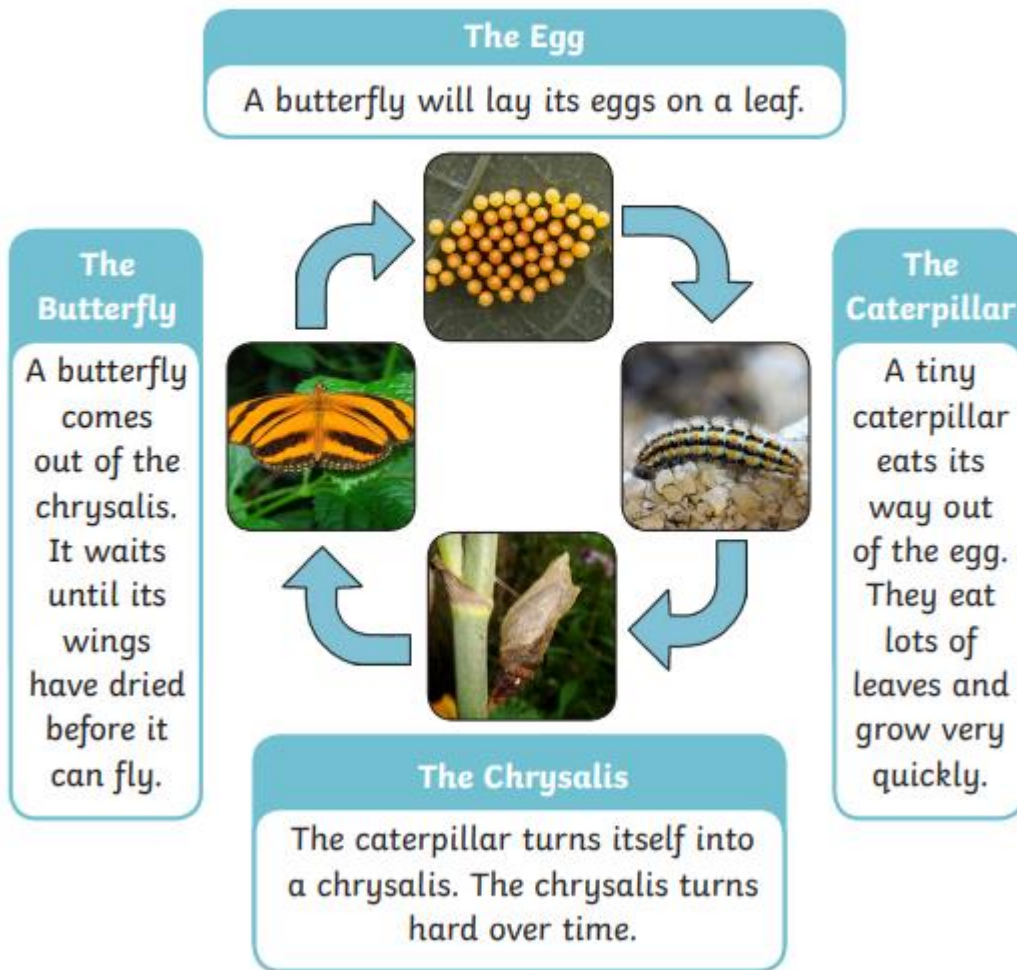 The Egg
A butterfly will lay its eggs on a leaf.
The
Caterpillar
A tiny
caterpillar
eats its
way out
of the egg.
They eat
lots of
leaves and
grow very
quickly.
The Chrysalis
The caterpillar turns itself into
a chrysalis. The chrysalis turns
hard over time.
The
Butterfly
A butterfly
comes
out of the
chrysalis.
It waits
until its
wings
have dried
before it
can fly.